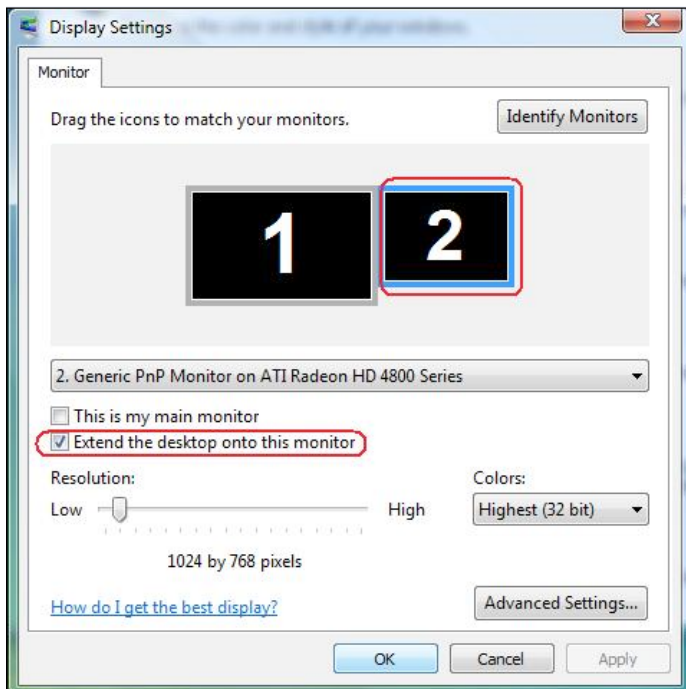 Display Settings
Monitor
Drag the icons to match your monitors.
Identify Monitors
1
2
2. Generic PnP Monitor on ATI Radeon HD 4800 Series
This is my main monitor
Extend the desktop onto this monitor
Resolution:
Colors:
Low
High
Highest (32 bit)
1024 by 768 pixels
How do I get the best display?
Advanced Settings...
OK
Cancel
Apply